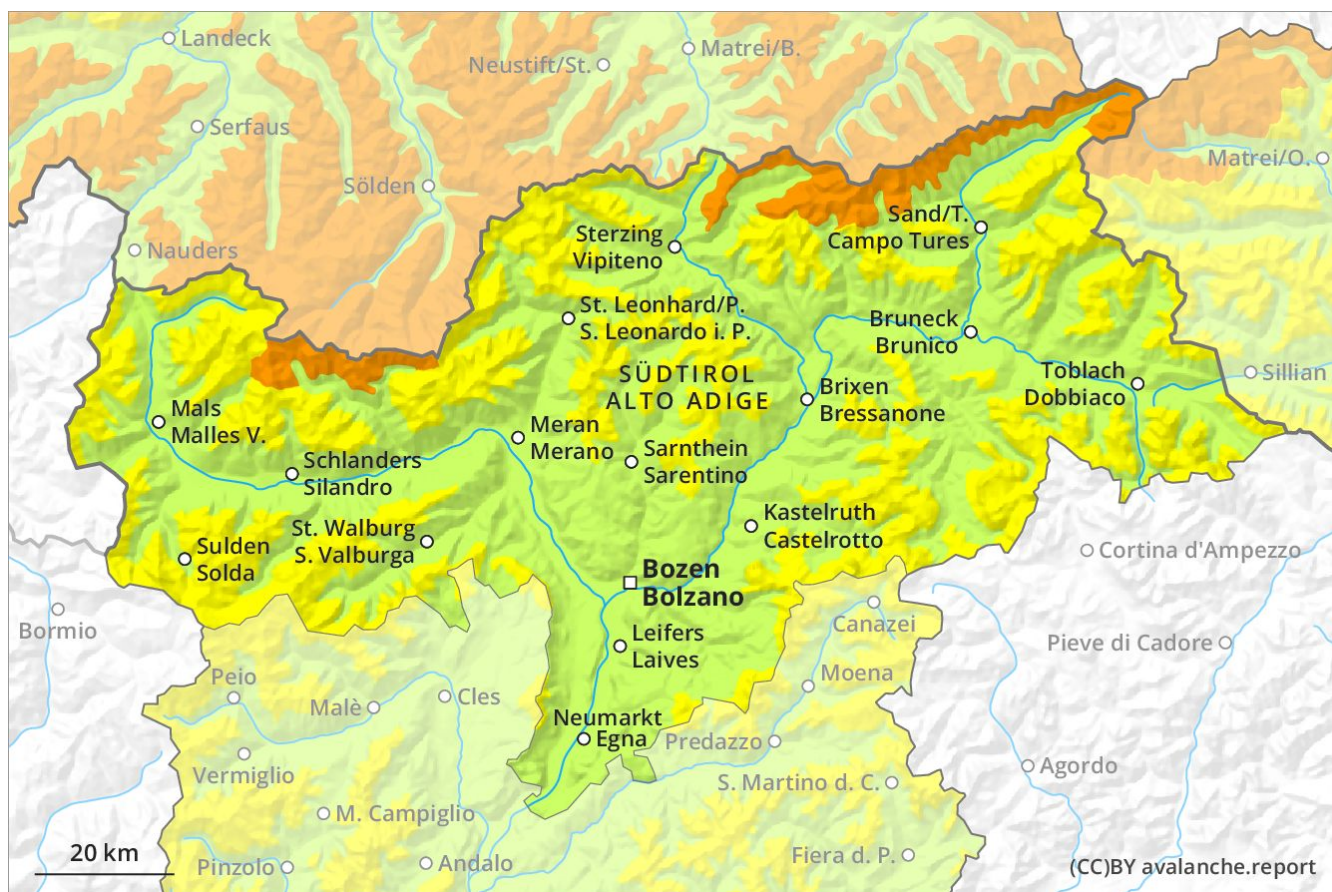 Landeck
Matrei/B.
Neustift/St.
Serfaus
Matrei/O.
Sölden
Sand/T.
Campo Tures
Nauders
Sterzing
Vipiteno
St. Leonhard/P.
S. Leonardo i. P.
Bruneck
Brunico
SÜDTIROL
ALTO ADIGE
Toblach
Dobbiaco
Sillian
Brixen
Bressanone
Mals
Malles V.
Meran
Merano
Sarnthein
Sarentino
Schlanders
Silandro
Kastelruth
Castelrotto
St. Walburg
S. Valburga
Sulden
Solda
Cortina d'Ampezzo
Bozen
Bolzano
Bormio
Canazei
Leifers
Laives
Pieve di Cadore
Peio
Moena
Malè
Cles
Neumarkt
Egna
Predazzo
Vermiglio
Agordo
S. Martino d. C.
M. Campiglio
20 km
Pinzolo
Andalo
Fiera d. P.
(CC)BY avalanche.report